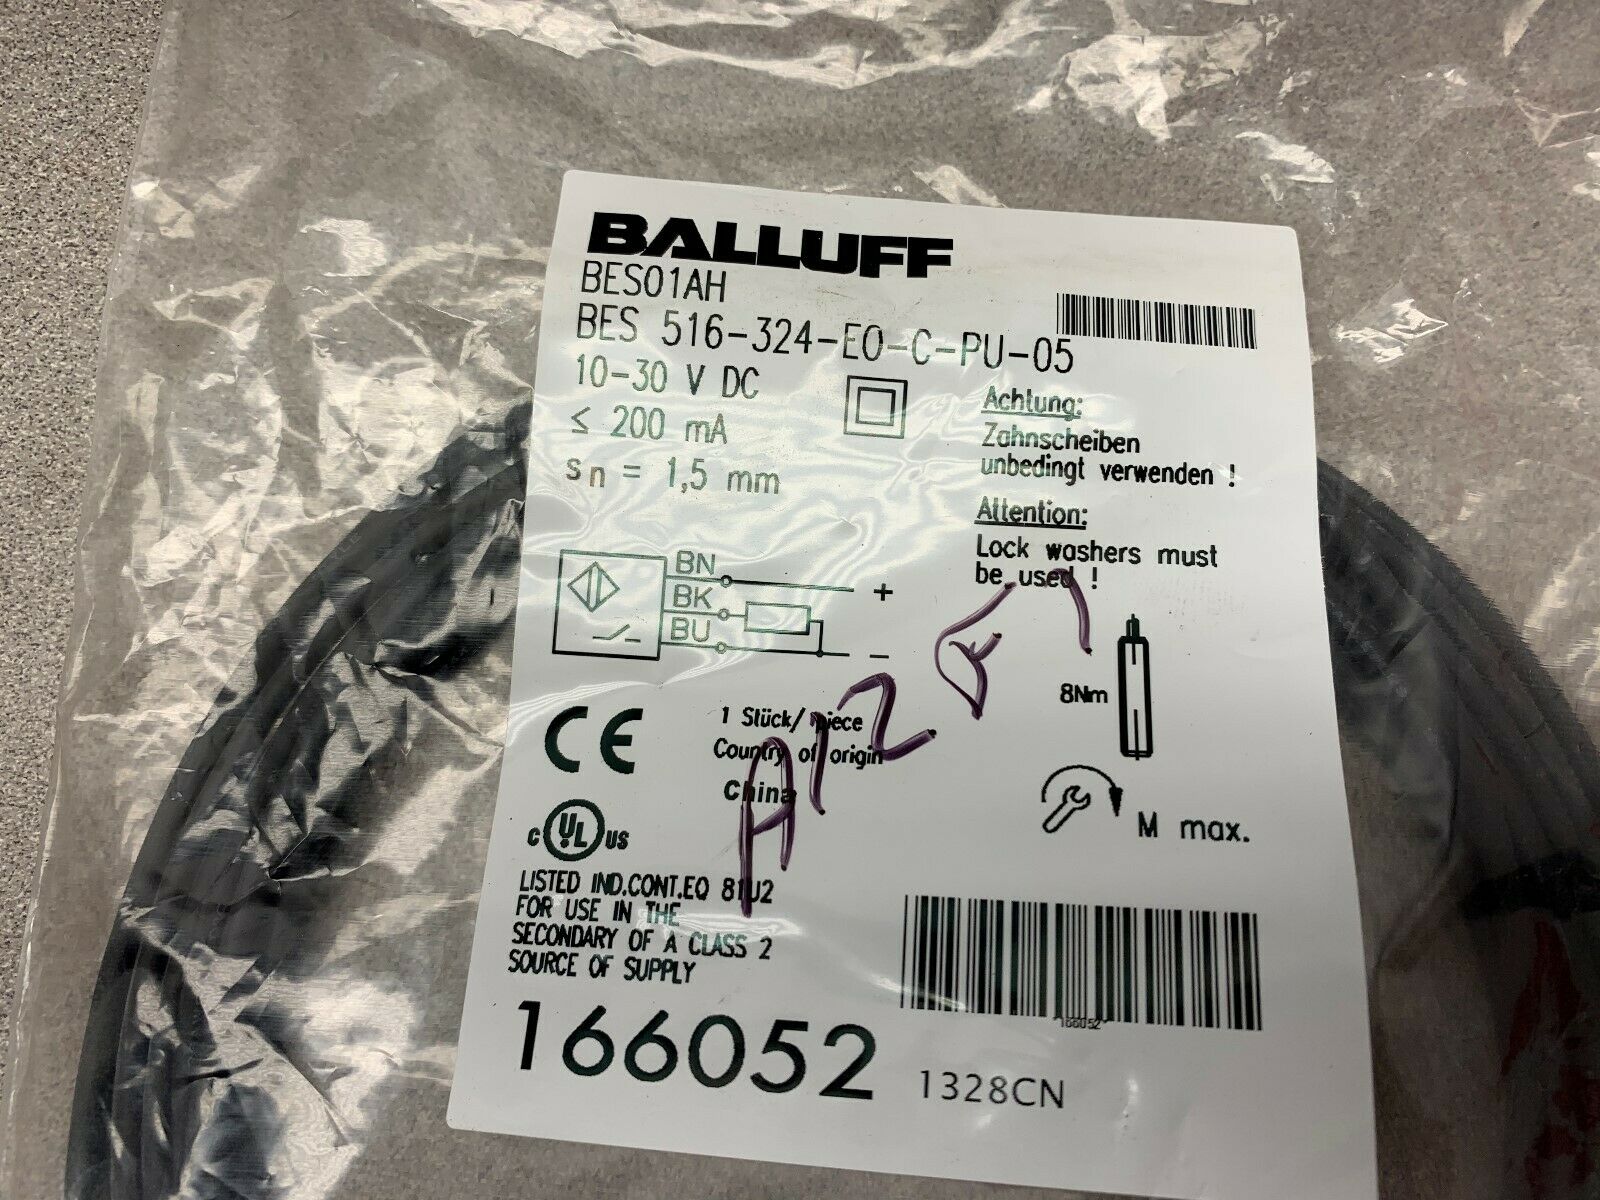 BALLUFF
BES01AH
BES 516-324-E0-C-PU-05
10-30 V DC
≤ 200 mA
sn = 1,5 mm
Achtung:
Zahnscheiben
unbedingt verwenden !
Attention:
Lock washers must
be used !
BN
+
BK
BU
-
8Nm
M max.
CE
1 Stück/ piece
Country of origin
China
C UL US
LISTED IND.CONT.EQ 81U2
FOR USE IN THE
SECONDARY OF A CLASS 2
SOURCE OF SUPPLY
166052
166052
1328CN